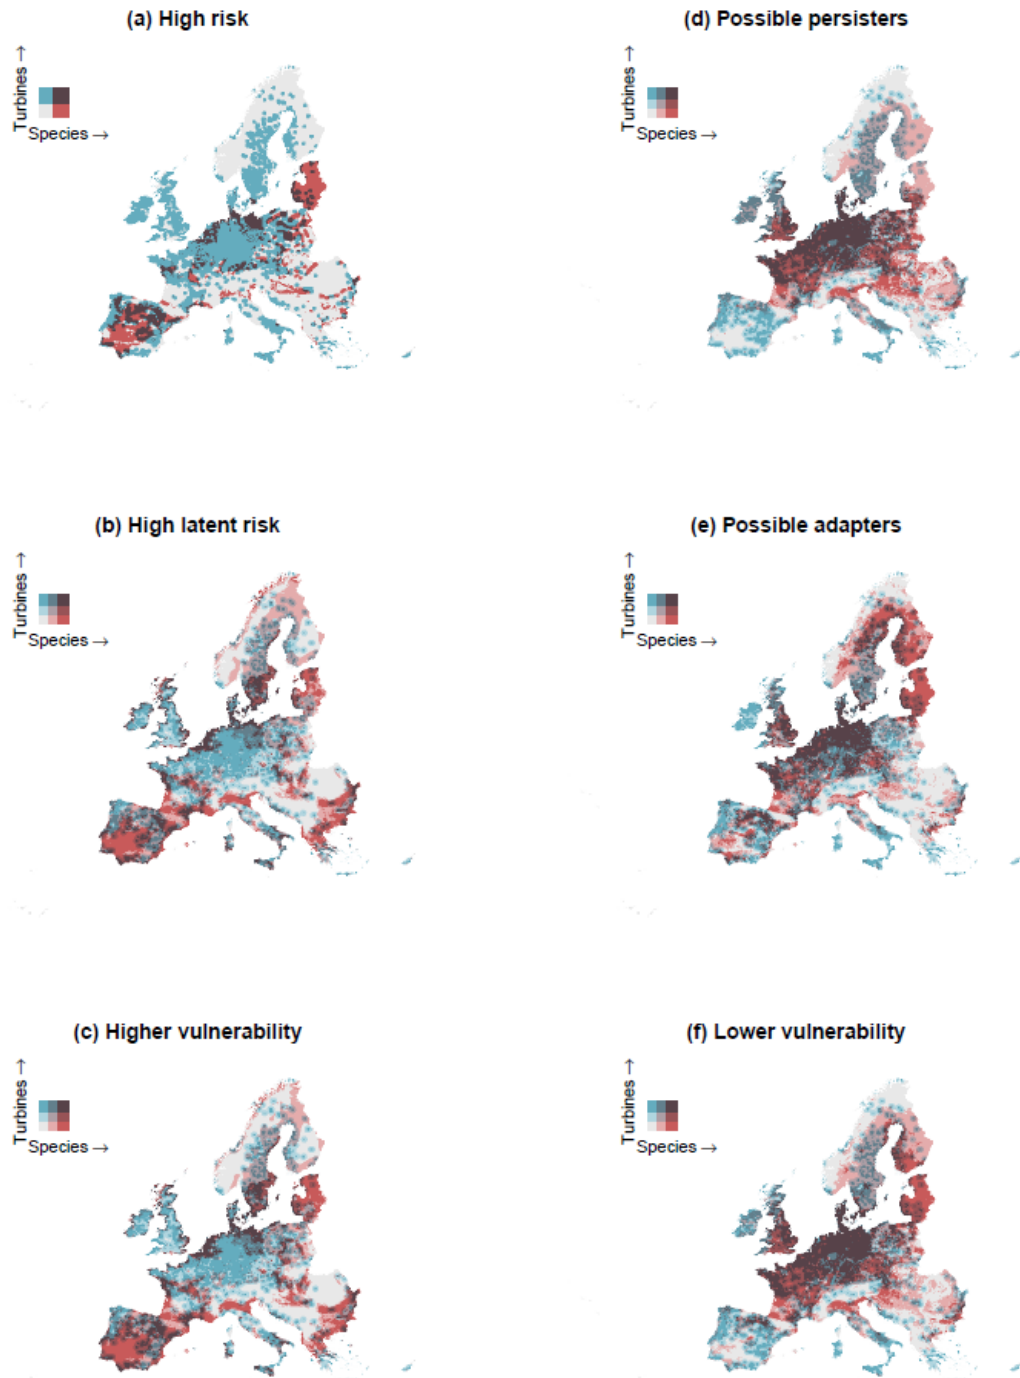 (a) High risk
Turbines →
Species →
(d) Possible persisters
Turbines →
Species →
(b) High latent risk
Turbines →
Species →
(e) Possible adapters
Turbines →
Species →
(c) Higher vulnerability
Turbines →
Species →
(f) Lower vulnerability
Turbines →
Species →